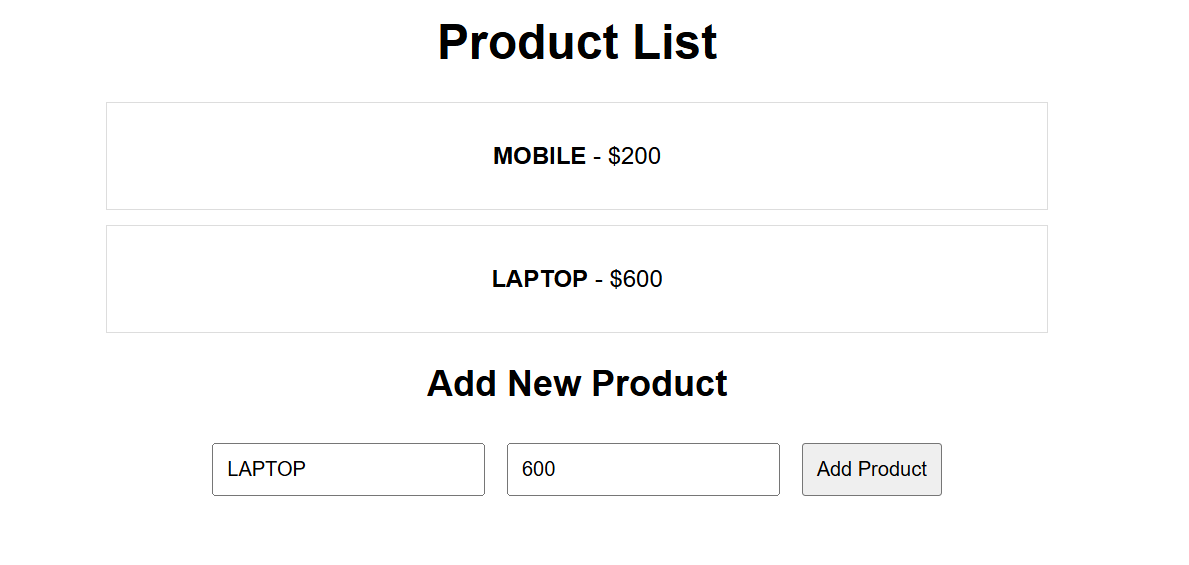 Product List
MOBILE - $200
LAPTOP - $600
Add New Product
LAPTOP 600 Add Product